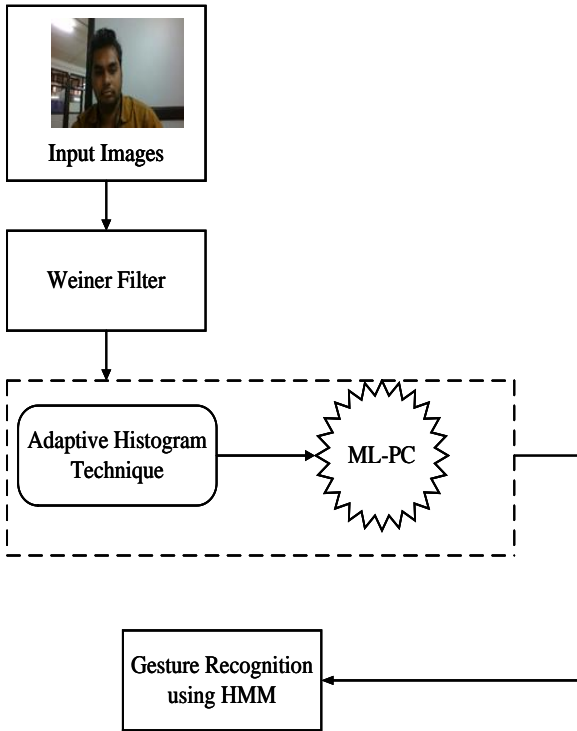 Input Images
Weiner Filter
Adaptive Histogram
Technique
ML-PC
Gesture Recognition
using HMM